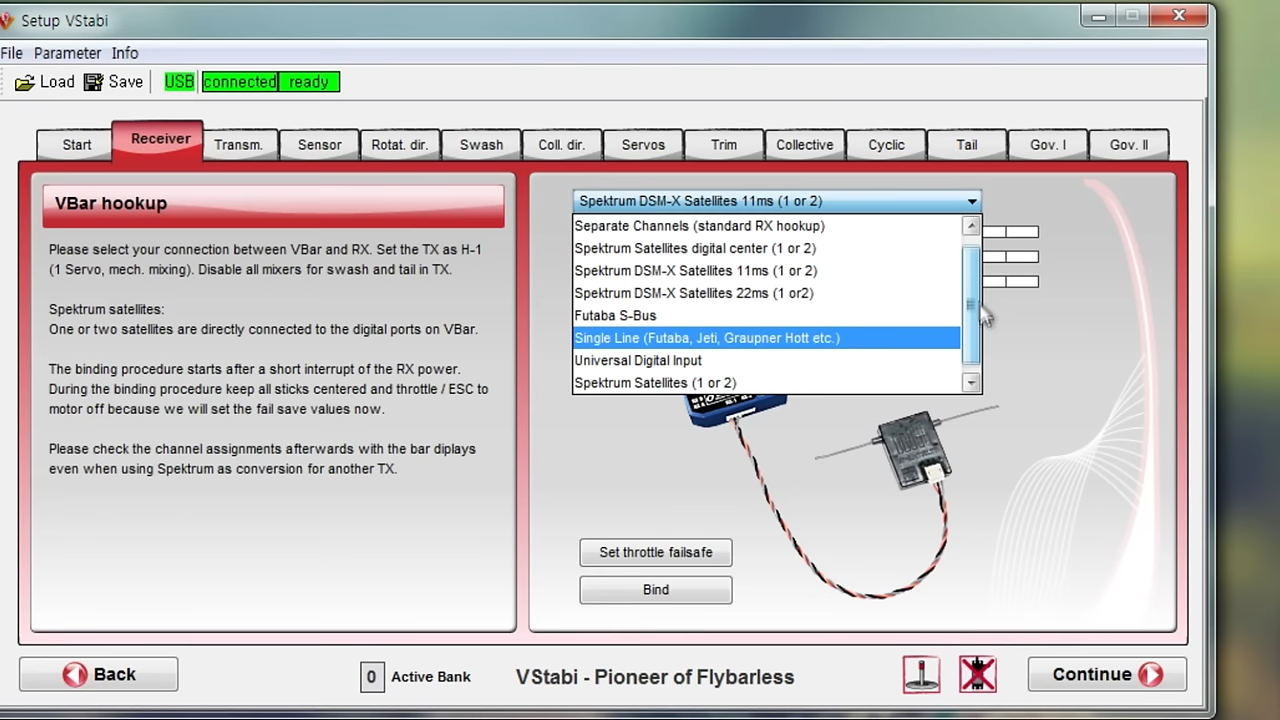 Setup VStabi
File Parameter Info
Load Save USB connected ready
Start Receiver Transm. Sensor Rotat. dir. Swash Coll. dir. Servos Trim Collective Cyclic Tail Gov. I Gov. II
VBar hookup
Please select your connection between VBar and RX. Set the TX as H-1
(1 Servo, mech. mixing). Disable all mixers for swash and tail in TX.
Spektrum satellites:
One or two satellites are directly connected to the digital ports on VBar.
The binding procedure starts after a short interrupt of the RX power.
During the binding procedure keep all sticks centered and throttle / ESC to
motor off because we will set the fail save values now.
Please check the channel assignments afterwards with the bar diplays
even when using Spektrum as conversion for another TX.
Spektrum DSM-X Satellites 11ms (1 or 2)
Separate Channels (standard RX hookup)
Spektrum Satellites digital center (1 or 2)
Spektrum DSM-X Satellites 11ms (1 or 2)
Spektrum DSM-X Satellites 22ms (1 or2)
Futaba S-Bus
Single Line (Futaba, Jeti, Graupner Hott etc.)
Universal Digital Input
Spektrum Satellites (1 or 2)
Set throttle failsafe
Bind
Back
0 Active Bank
VStabi - Pioneer of Flybarless
Continue